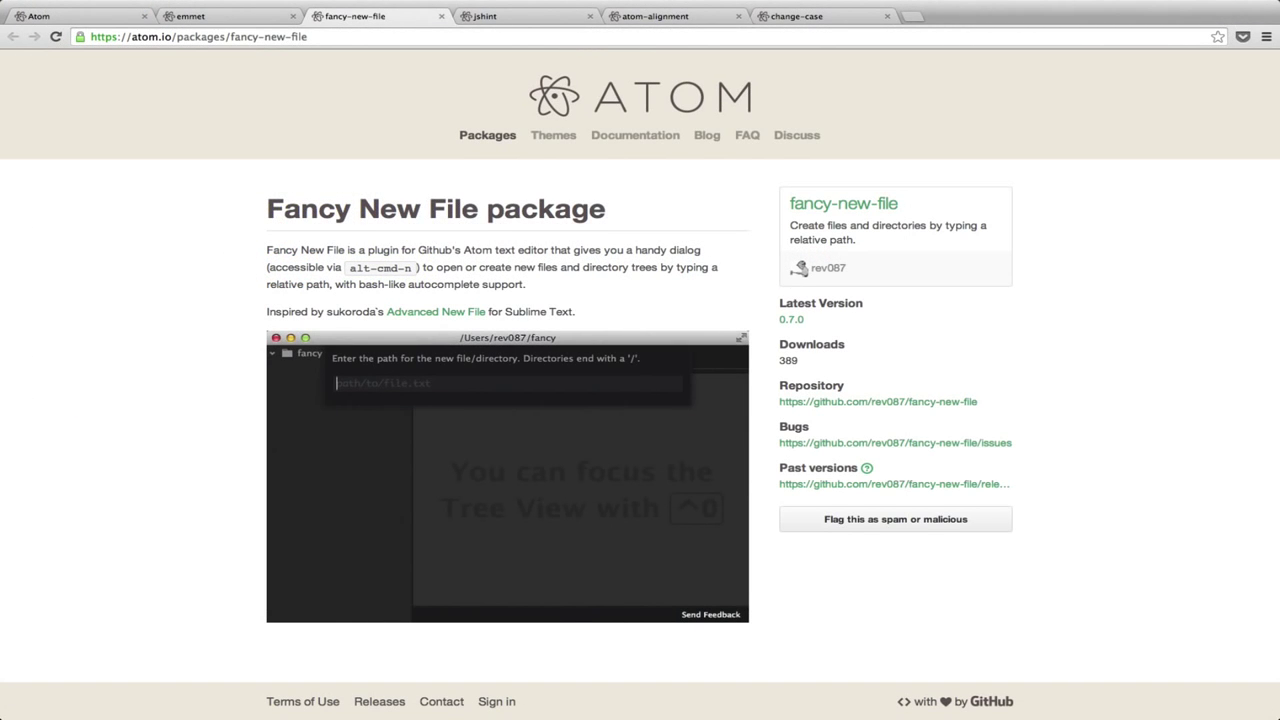 Atom
emmet
fancy-new-file
jshint
atom-alignment
change-case
https://atom.io/packages/fancy-new-file
ATOM
Packages Themes Documentation Blog FAQ Discuss
Fancy New File package
Fancy New File is a plugin for Github's Atom text editor that gives you a handy dialog
(accessible via alt-cmd-n ) to open or create new files and directory trees by typing a
relative path, with bash-like autocomplete support.
Inspired by sukoroda`s Advanced New File for Sublime Text.
/Users/rev087/fancy
fancy
Enter the path for the new file/directory. Directories end with a '/'.
path/to/file.txt
You can focus the
Tree View with ^0
Send Feedback
fancy-new-file
Create files and directories by typing a
relative path.
rev087
Latest Version
0.7.0
Downloads
389
Repository
https://github.com/rev087/fancy-new-file
Bugs
https://github.com/rev087/fancy-new-file/issues
Past versions ?
https://github.com/rev087/fancy-new-file/rele...
Flag this as spam or malicious
Terms of Use Releases Contact Sign in
<> with ♥ by GitHub